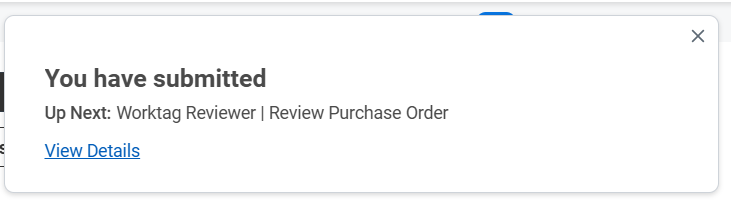 You have submitted
Up Next: Worktag Reviewer | Review Purchase Order
View Details